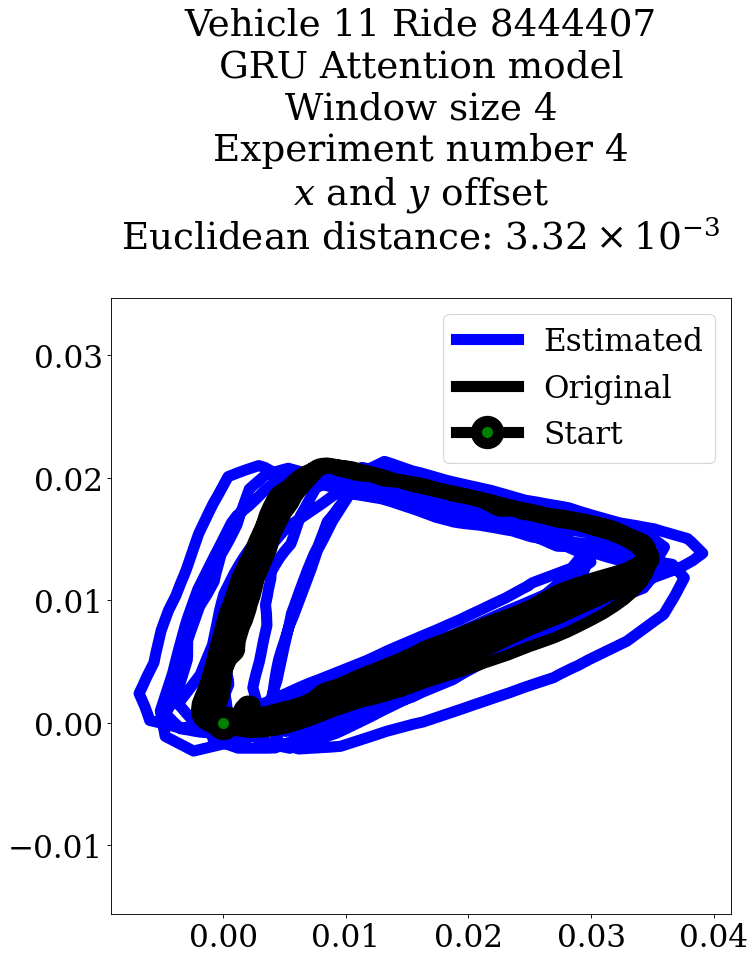 Vehicle 11 Ride 8444407
GRU Attention model
Window size 4
Experiment number 4
x and y offset
Euclidean distance: 3.32 × 10⁻³
Estimated
Original
Start
0.03
0.02
0.01
0.00
−0.01
0.00 0.01 0.02 0.03 0.04